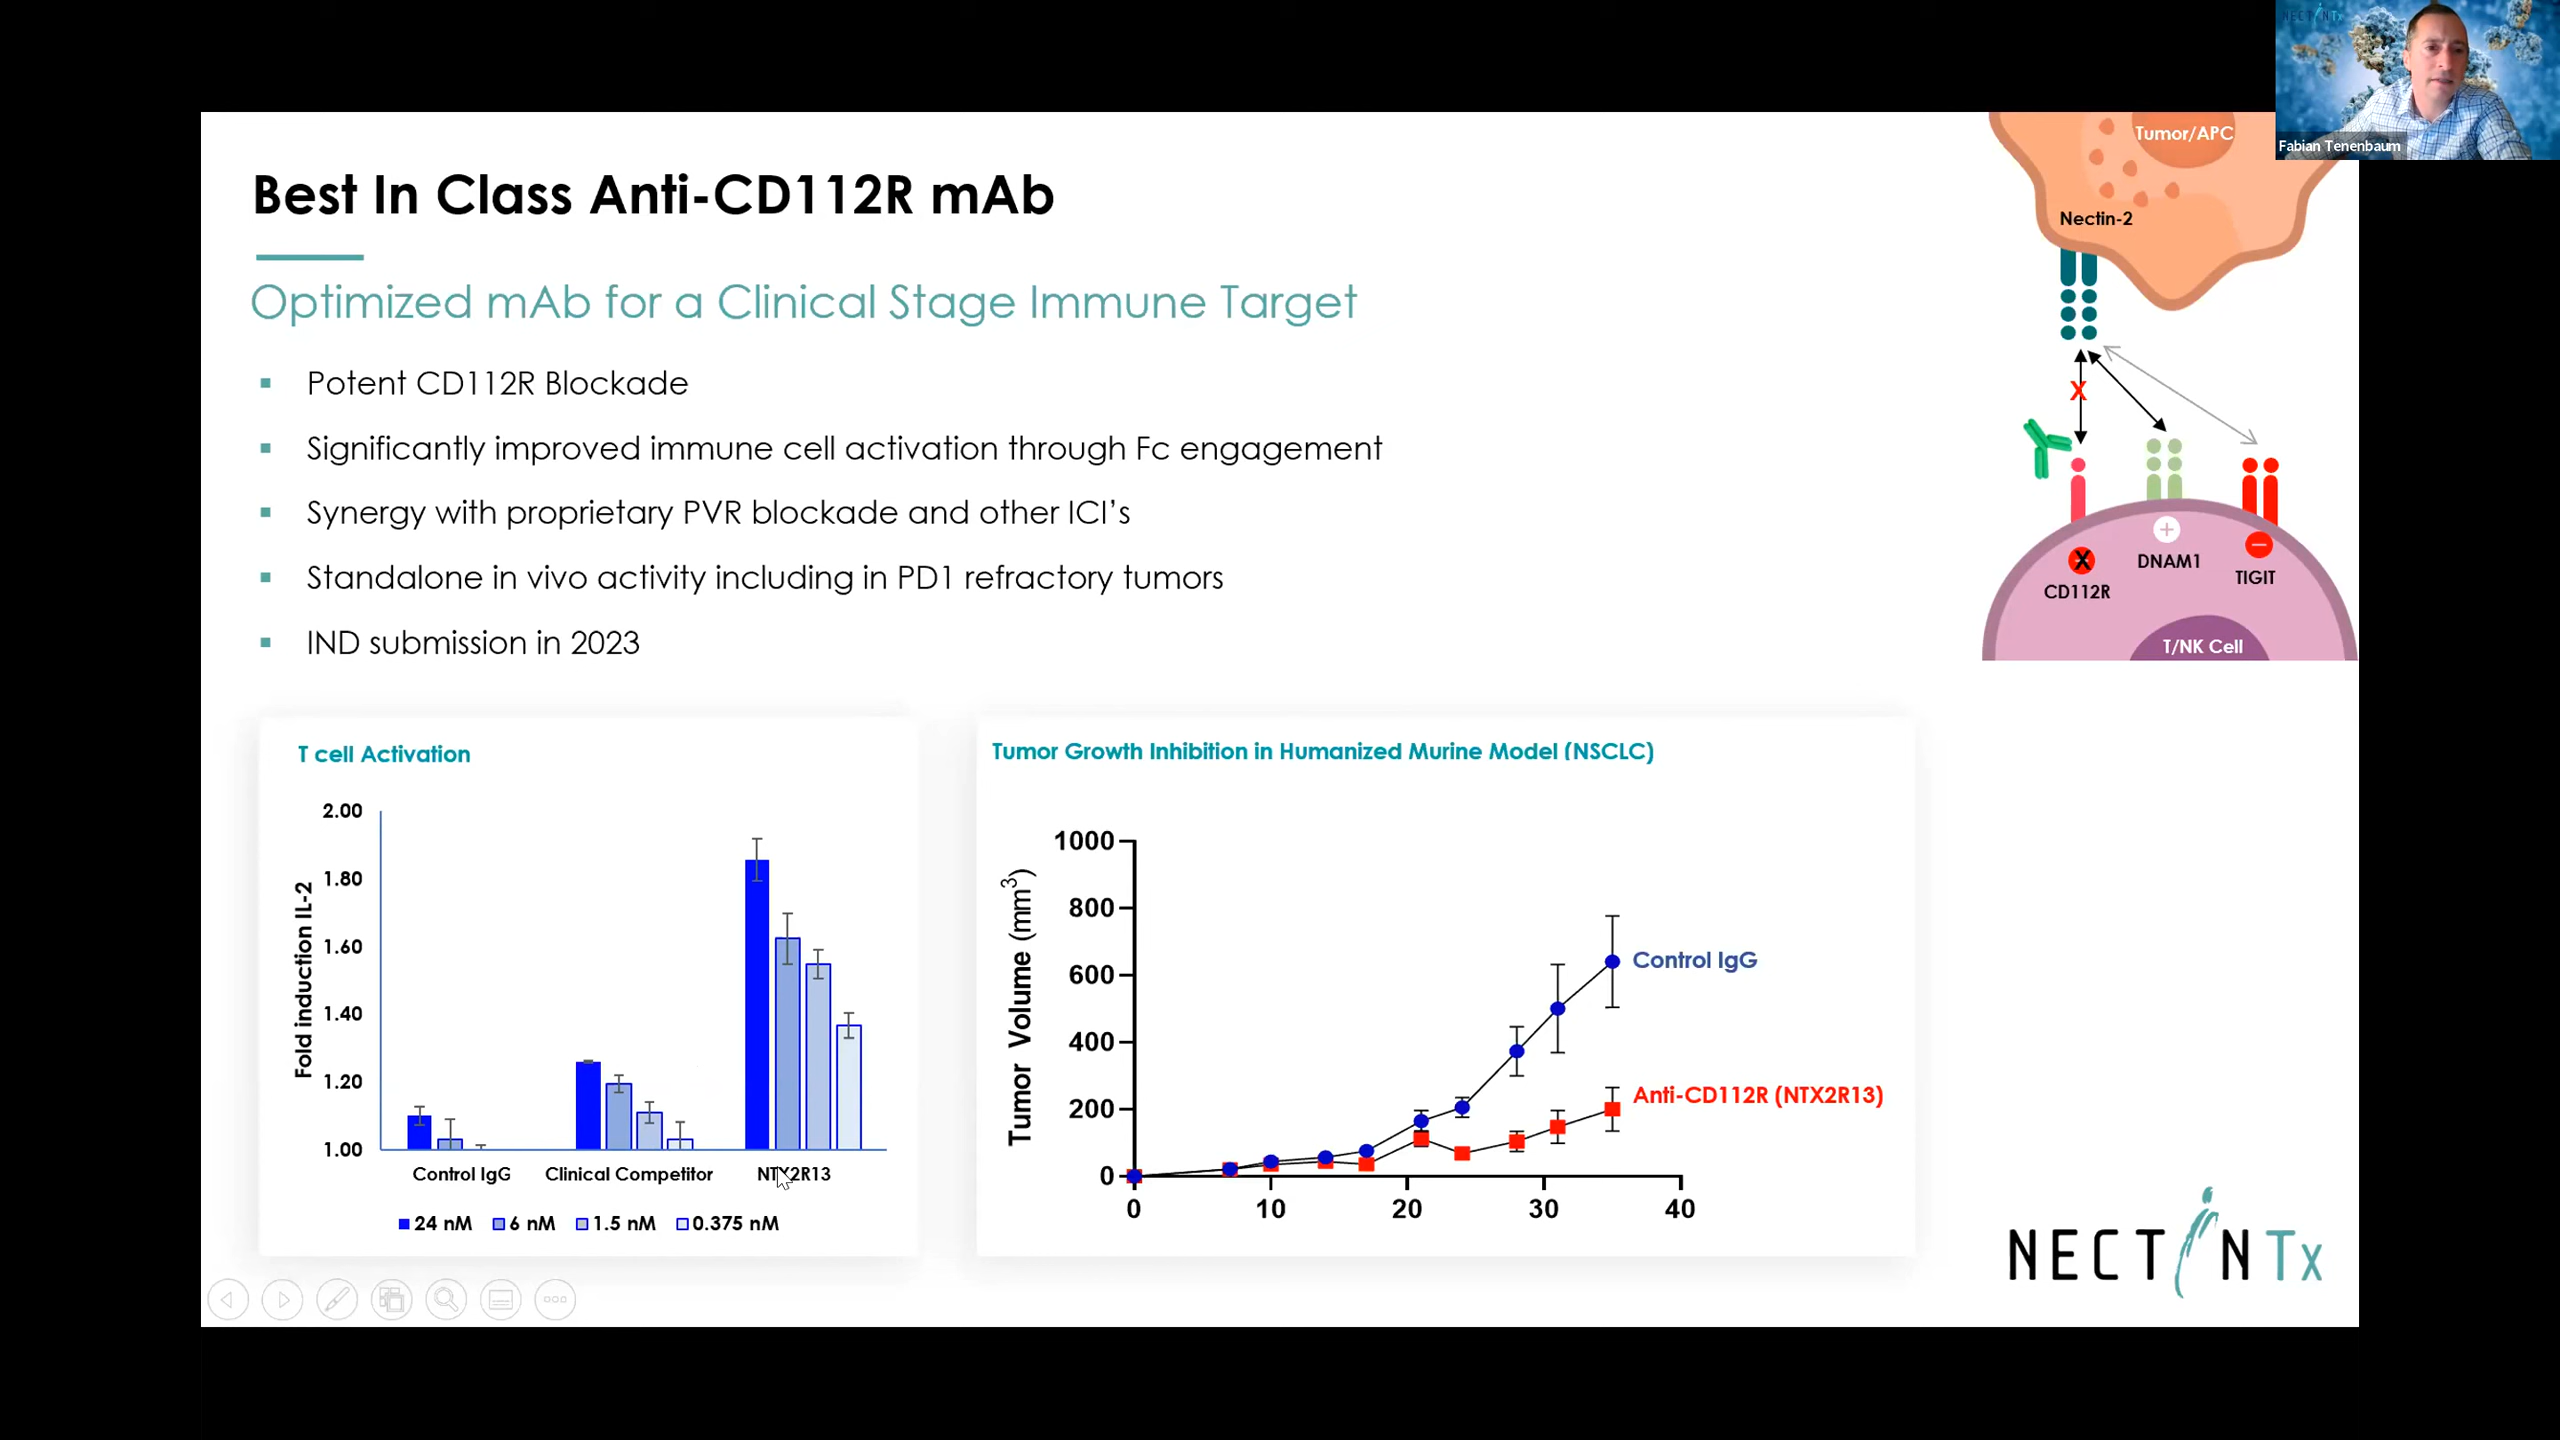 NECTINTx
Fabian Tenenbaum
Best In Class Anti-CD112R mAb
Optimized mAb for a Clinical Stage Immune Target
Potent CD112R Blockade
Significantly improved immune cell activation through Fc engagement
Synergy with proprietary PVR blockade and other ICI's
Standalone in vivo activity including in PD1 refractory tumors
IND submission in 2023
Tumor/APC
Nectin-2
X
X
CD112R
+
DNAM1
−
TIGIT
T/NK Cell
T cell Activation
Fold induction IL-2
2.00
1.80
1.60
1.40
1.20
1.00
Control IgG Clinical Competitor NTX2R13
24 nM 6 nM 1.5 nM 0.375 nM
Tumor Growth Inhibition in Humanized Murine Model (NSCLC)
Tumor Volume (mm³)
1000
800
600
400
200
0
0 10 20 30 40
Control IgG
Anti-CD112R (NTX2R13)
NECTINTx